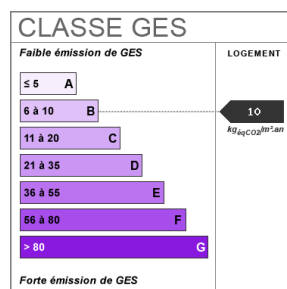 CLASSE GES
Faible émission de GES
LOGEMENT
≤ 5 A
6 à 10 B
10
kgéqCO2/m².an
11 à 20 C
21 à 35 D
36 à 55 E
56 à 80 F
> 80 G
Forte émission de GES